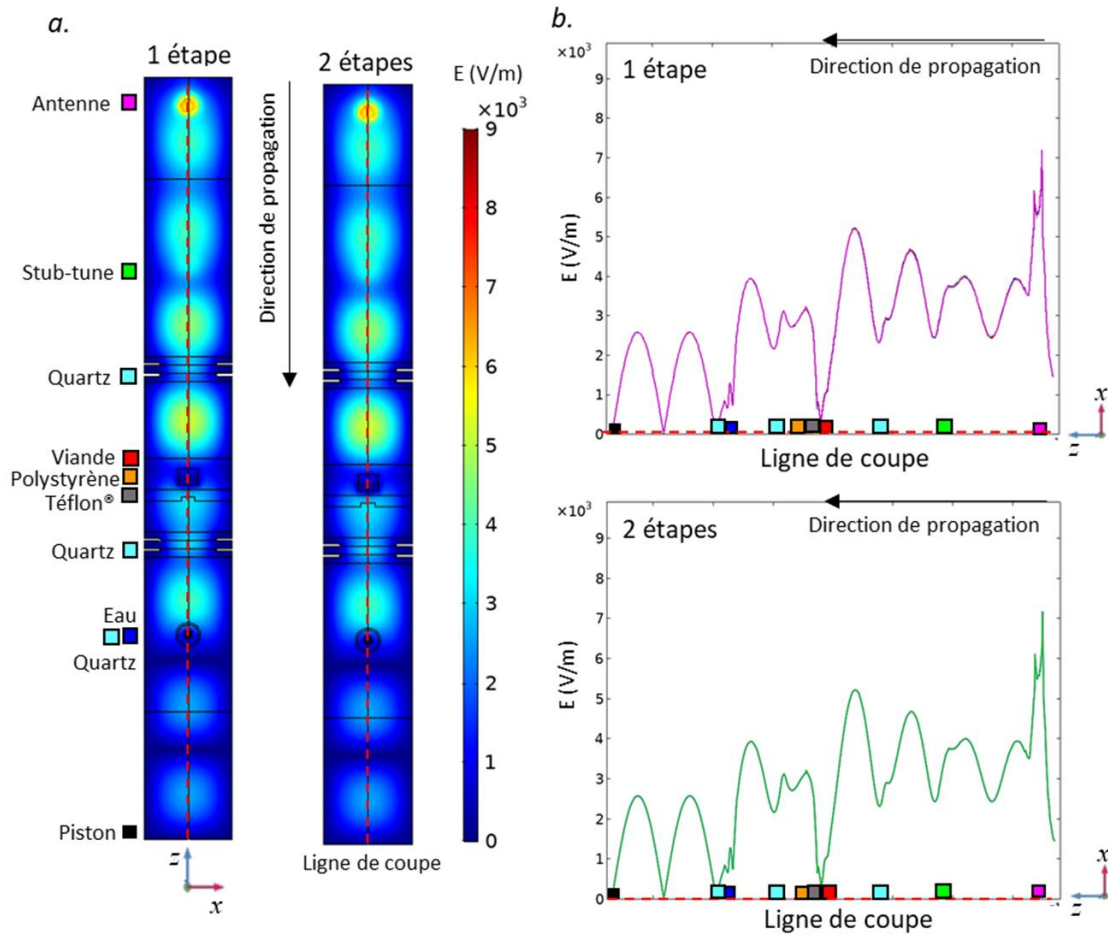 a.
1 étape
2 étapes
E (V/m)
×10³
9
8
7
6
5
4
3
2
1
0
Antenne
Stub-tune
Quartz
Viande
Polystyrène
Téflon®
Quartz
Eau
Quartz
Piston
Direction de propagation
Ligne de coupe
z
x
b.
×10³
1 étape
Direction de propagation
E (V/m)
9
8
7
6
5
4
3
2
1
0
x
z
Ligne de coupe
×10³
2 étapes
Direction de propagation
E (V/m)
9
8
7
6
5
4
3
2
1
0
x
z
Ligne de coupe